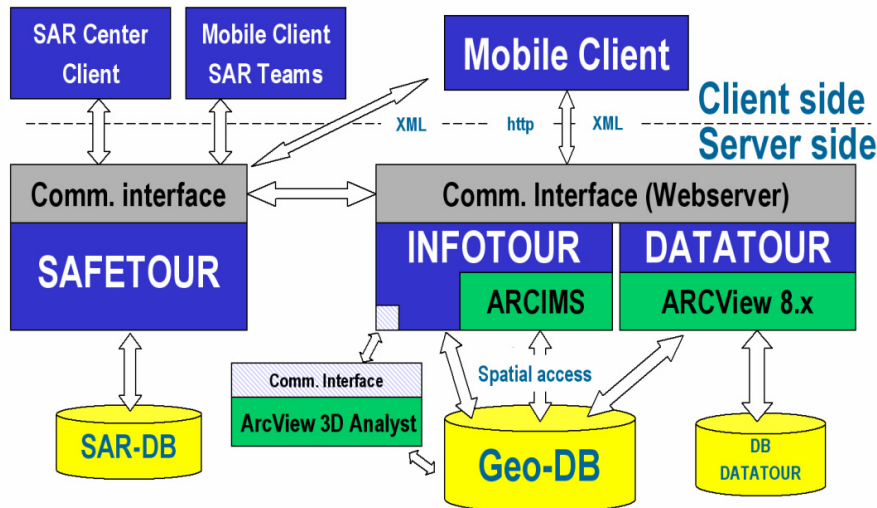 SAR Center
Client
Mobile Client
SAR Teams
Mobile Client
Client side
XML
http
XML
Server side
Comm. interface
Comm. Interface (Webserver)
SAFETOUR
INFOTOUR
DATATOUR
ARCIMS
ARCView 8.x
Comm. Interface
Spatial access
ArcView 3D Analyst
SAR-DB
Geo-DB
DB
DATATOUR